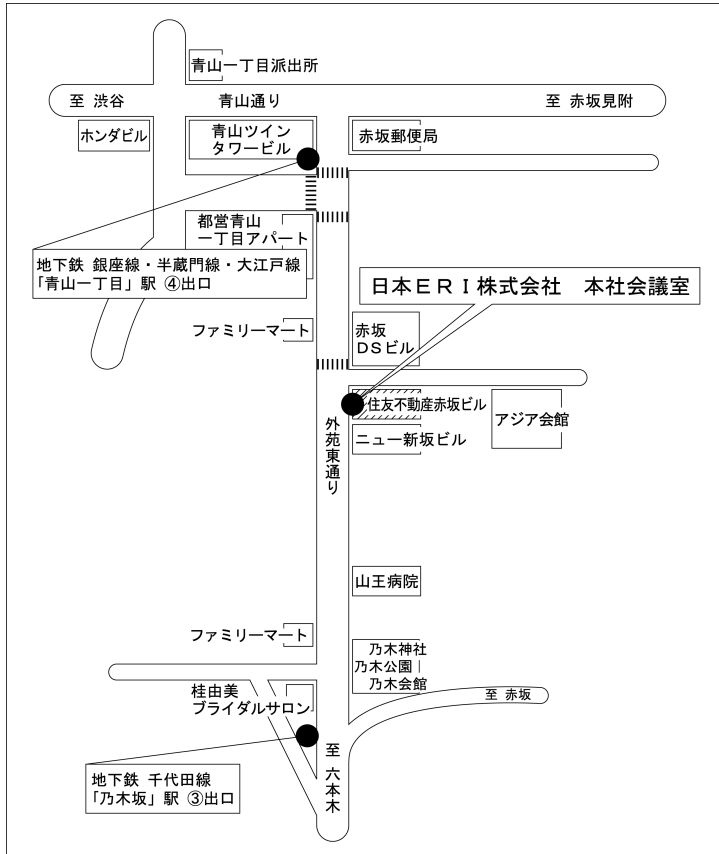 青山一丁目派出所
至 渋谷
青山通り
至 赤坂見附
ホンダビル
青山ツイン
タワービル
赤坂郵便局
都営青山
一丁目アパート
地下鉄 銀座線・半蔵門線・大江戸線
「青山一丁目」駅 ④出口
日本ERI株式会社 本社会議室
ファミリーマート
赤坂
DSビル
住友不動産赤坂ビル
アジア会館
ニュー新坂ビル
外苑東通り
山王病院
ファミリーマート
乃木神社
乃木公園
乃木会館
桂由美
ブライダルサロン
至 赤坂
至 六本木
地下鉄 千代田線
「乃木坂」駅 ③出口